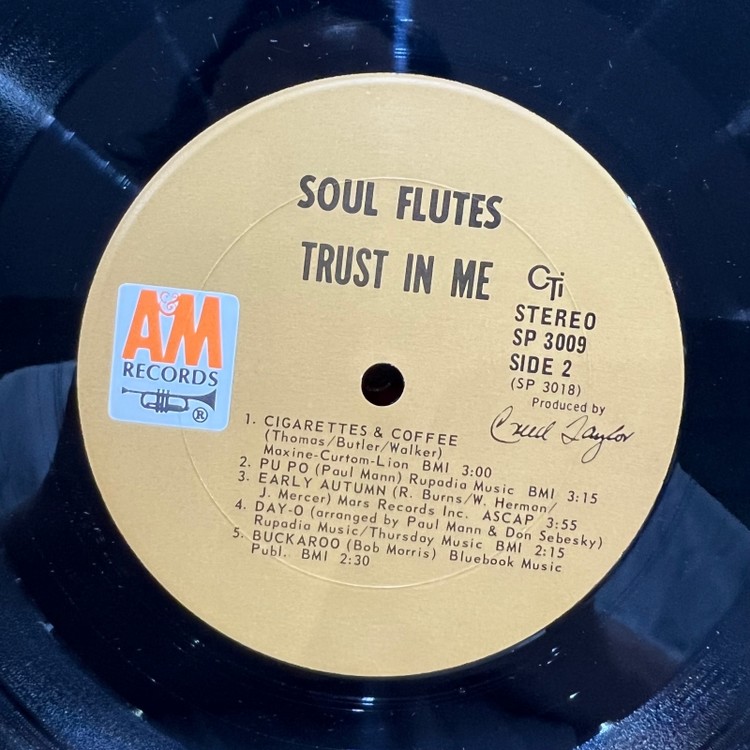 SOUL FLUTES
TRUST IN ME
CTi
STEREO
SP 3009
SIDE 2
(SP 3018)
Produced by
Creed Taylor
A&M
RECORDS
®
1. CIGARETTES & COFFEE
(Thomas/Butler/Walker)
Maxine-Curtom-Lion BMI 3:00
2. PU PO (Paul Mann) Rupadia Music BMI 3:15
3. EARLY AUTUMN (R. Burns/W. Herman/
J. Mercer) Mars Records Inc. ASCAP 3:55
4. DAY-O (arranged by Paul Mann & Don Sebesky)
Rupadia Music/Thursday Music BMI 2:15
5. BUCKAROO (Bob Morris) Bluebook Music
Publ. BMI 2:30